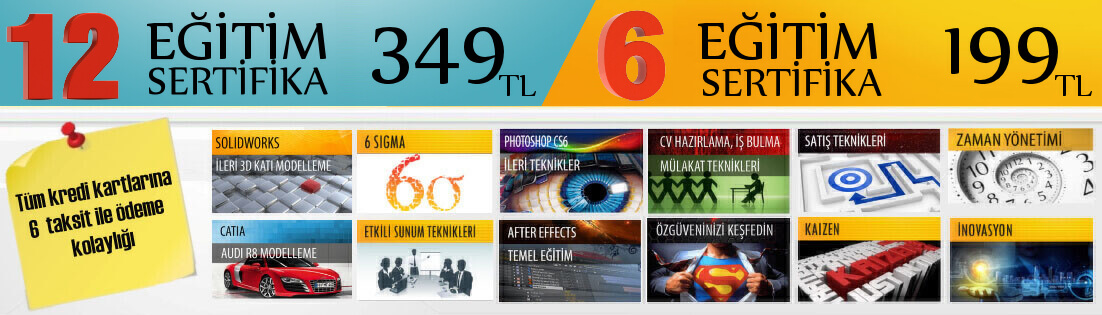 12 EĞİTİM SERTİFİKA 349 TL
6 EĞİTİM SERTİFİKA 199 TL
Tüm kredi kartlarına
6 taksit ile ödeme
kolaylığı
SOLIDWORKS
İLERİ 3D KATI MODELLEME
6 SIGMA
6σ
PHOTOSHOP CS6
İLERİ TEKNİKLER
CV HAZIRLAMA, İŞ BULMA
MÜLAKAT TEKNİKLERİ
SATIŞ TEKNİKLERİ
ZAMAN YÖNETİMİ
CATIA
AUDI R8 MODELLEME
ETKİLİ SUNUM TEKNİKLERİ
AFTER EFFECTS
TEMEL EĞİTİM
ÖZGÜVENİNİZİ KEŞFEDİN
KAIZEN
KAIZEN
İNOVASYON